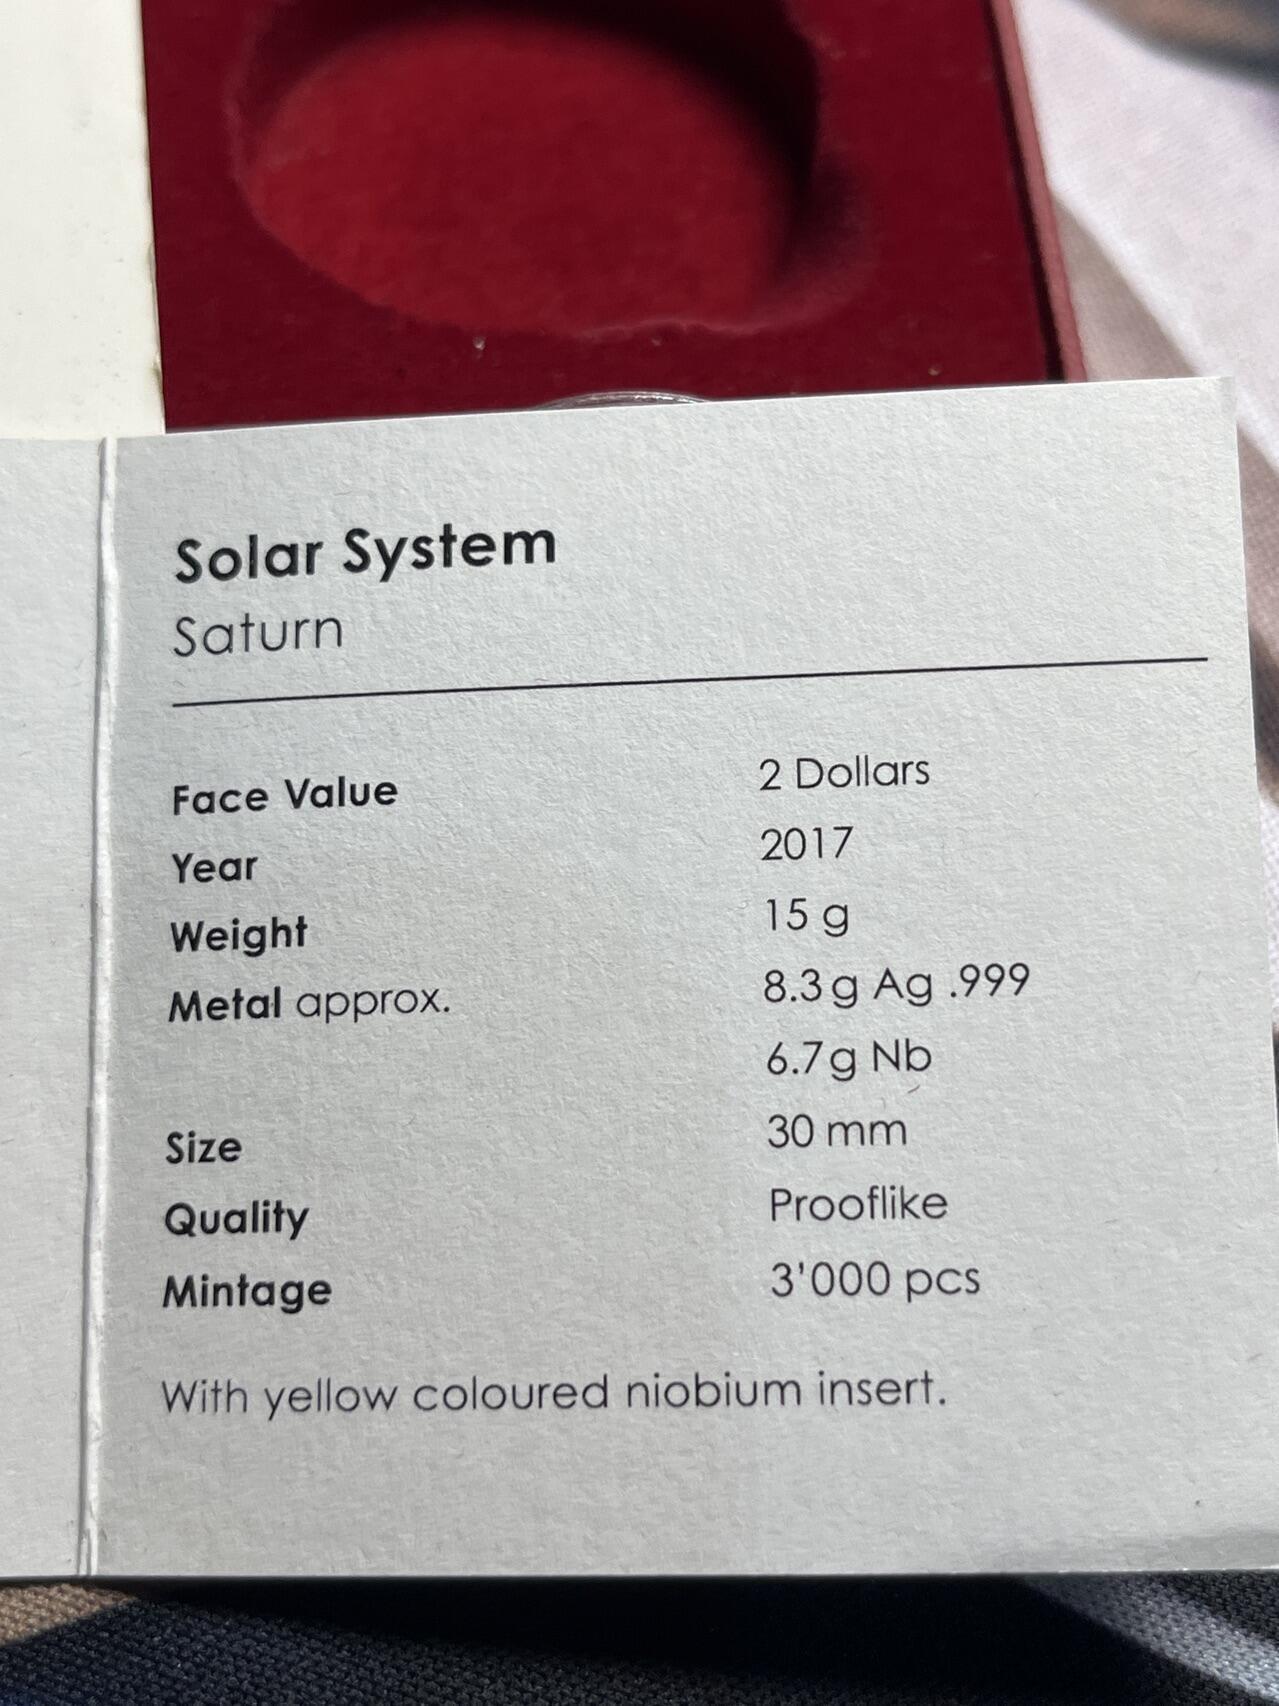 Solar System
Saturn
Face Value 2 Dollars
Year 2017
Weight 15 g
Metal approx. 8.3 g Ag .999
6.7 g Nb
Size 30 mm
Quality Prooflike
Mintage 3'000 pcs
With yellow coloured niobium insert.